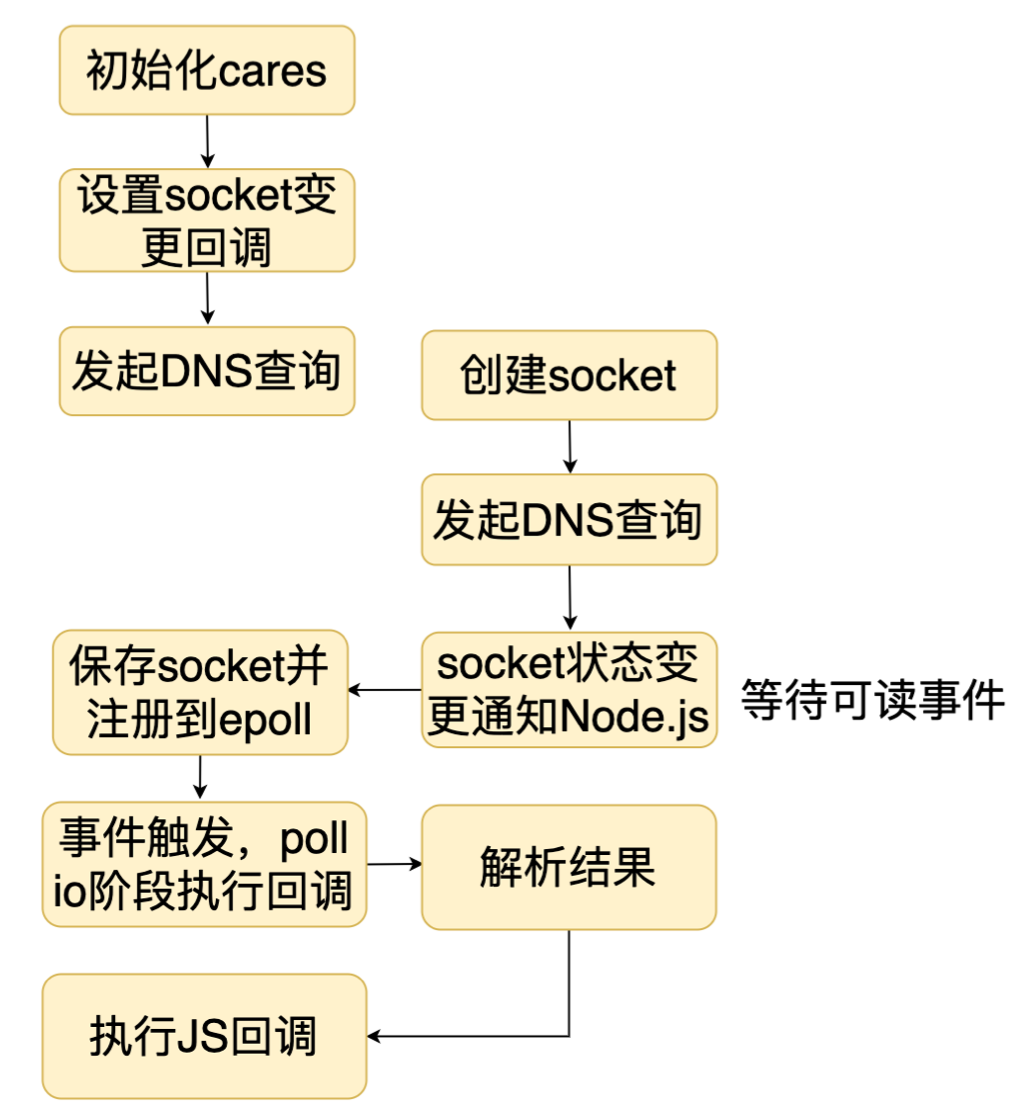 初始化cares
设置socket变
更回调
发起DNS查询
创建socket
发起DNS查询
socket状态变
更通知Node.js
等待可读事件
保存socket并
注册到epoll
事件触发，poll
io阶段执行回调
解析结果
执行JS回调